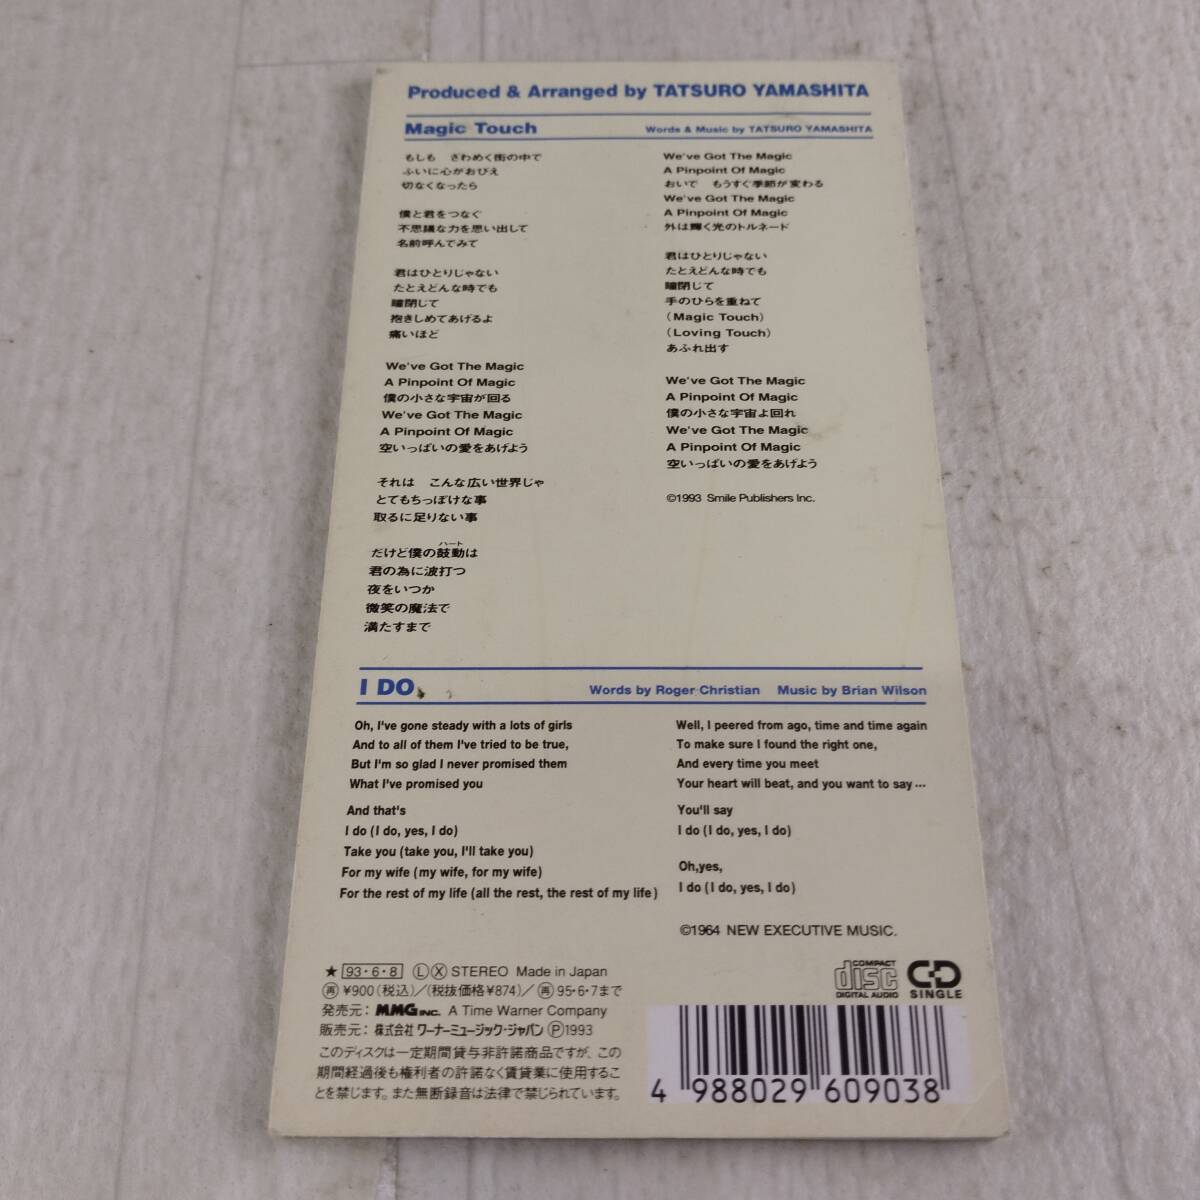 Produced & Arranged by TATSURO YAMASHITA
Magic Touch
Words & Music by TATSURO YAMASHITA
もしも　ざわめく街の中で
ふいに心がおびえ
切なくなったら
僕と君をつなぐ
不思議な力を思い出して
名前呼んでみて
君はひとりじゃない
たとえどんな時でも
瞳閉じて
抱きしめてあげるよ
痛いほど
We've Got The Magic
A Pinpoint Of Magic
僕の小さな宇宙が回る
We've Got The Magic
A Pinpoint Of Magic
空いっぱいの愛をあげよう
それは　こんな広い世界じゃ
とてもちっぽけな事
取るに足りない事
ハート
だけど僕の鼓動は
君の為に波打つ
夜をいつか
微笑の魔法で
満たすまで
We've Got The Magic
A Pinpoint Of Magic
おいで　もうすぐ季節が変わる
We've Got The Magic
A Pinpoint Of Magic
外は輝く光のトルネード
君はひとりじゃない
たとえどんな時でも
瞳閉じて
手のひらを重ねて
(Magic Touch)
(Loving Touch)
あふれ出す
We've Got The Magic
A Pinpoint Of Magic
僕の小さな宇宙よ回れ
We've Got The Magic
A Pinpoint Of Magic
空いっぱいの愛をあげよう
©1993 Smile Publishers Inc.
I DO
Words by Roger Christian Music by Brian Wilson
Oh, I've gone steady with a lots of girls
And to all of them I've tried to be true,
But I'm so glad I never promised them
What I've promised you
And that's
I do (I do, yes, I do)
Take you (take you, I'll take you)
For my wife (my wife, for my wife)
For the rest of my life (all the rest, the rest of my life)
Well, I peered from ago, time and time again
To make sure I found the right one,
And every time you meet
Your heart will beat, and you want to say…
You'll say
I do (I do, yes, I do)
Oh,yes,
I do (I do, yes, I do)
©1964 NEW EXECUTIVE MUSIC.
★ 93・6・8 Ⓛ Ⓧ STEREO Made in Japan
㊢ ¥900(税込)/(税抜価格¥874)/ ㊢ 95・6・7まで
発売元：MMG INC. A Time Warner Company
販売元：株式会社ワーナーミュージック・ジャパン Ⓟ1993
このディスクは一定期間貸与非許諾商品ですが、この
期間経過後も権利者の許諾なく賃貸業に使用するこ
とを禁じます。また無断録音は法律で禁じられています。
COMPACT
disc
DIGITAL AUDIO
CD
SINGLE
4 988029 609038